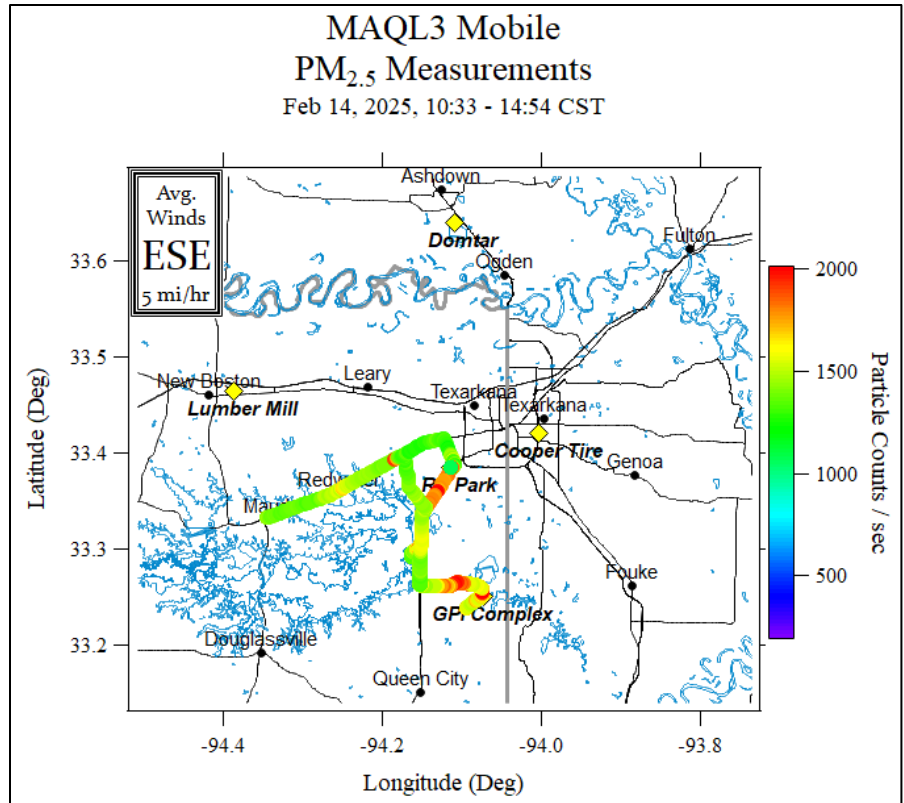 MAQL3 Mobile
PM2.5 Measurements
Feb 14, 2025, 10:33 - 14:54 CST
Avg.
Winds
ESE
5 mi/hr
Ashdown
Domtar
Fulton
Ogden
New Boston
Leary
Lumber Mill
Texarkana
Texarkana
Cooper Tire
Genoa
Park
Fouke
GPI Complex
Douglassville
Queen City
33.6
33.5
33.4
33.3
33.2
Latitude (Deg)
-94.4
-94.2
-94.0
-93.8
Longitude (Deg)
2000
1500
1000
500
Particle Counts / sec